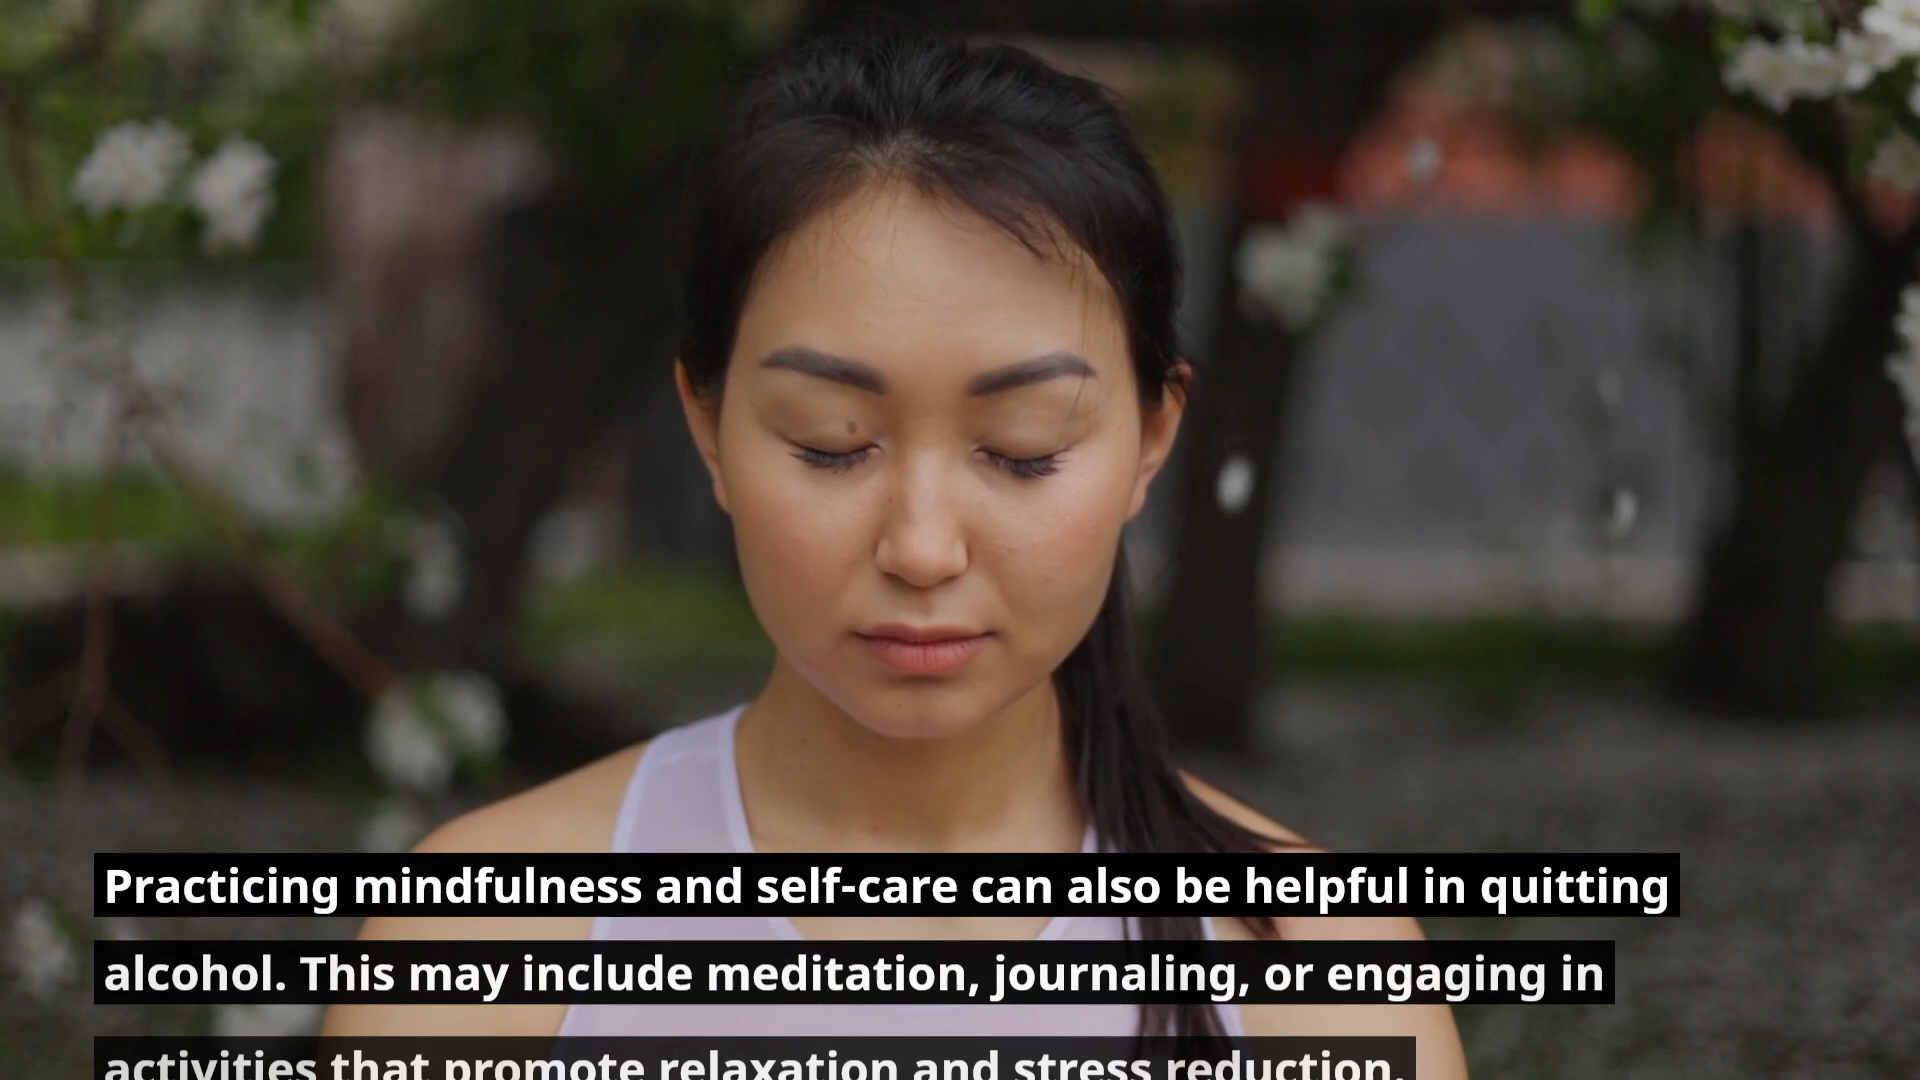 Practicing mindfulness and self-care can also be helpful in quitting
alcohol. This may include meditation, journaling, or engaging in
activities that promote relaxation and stress reduction.